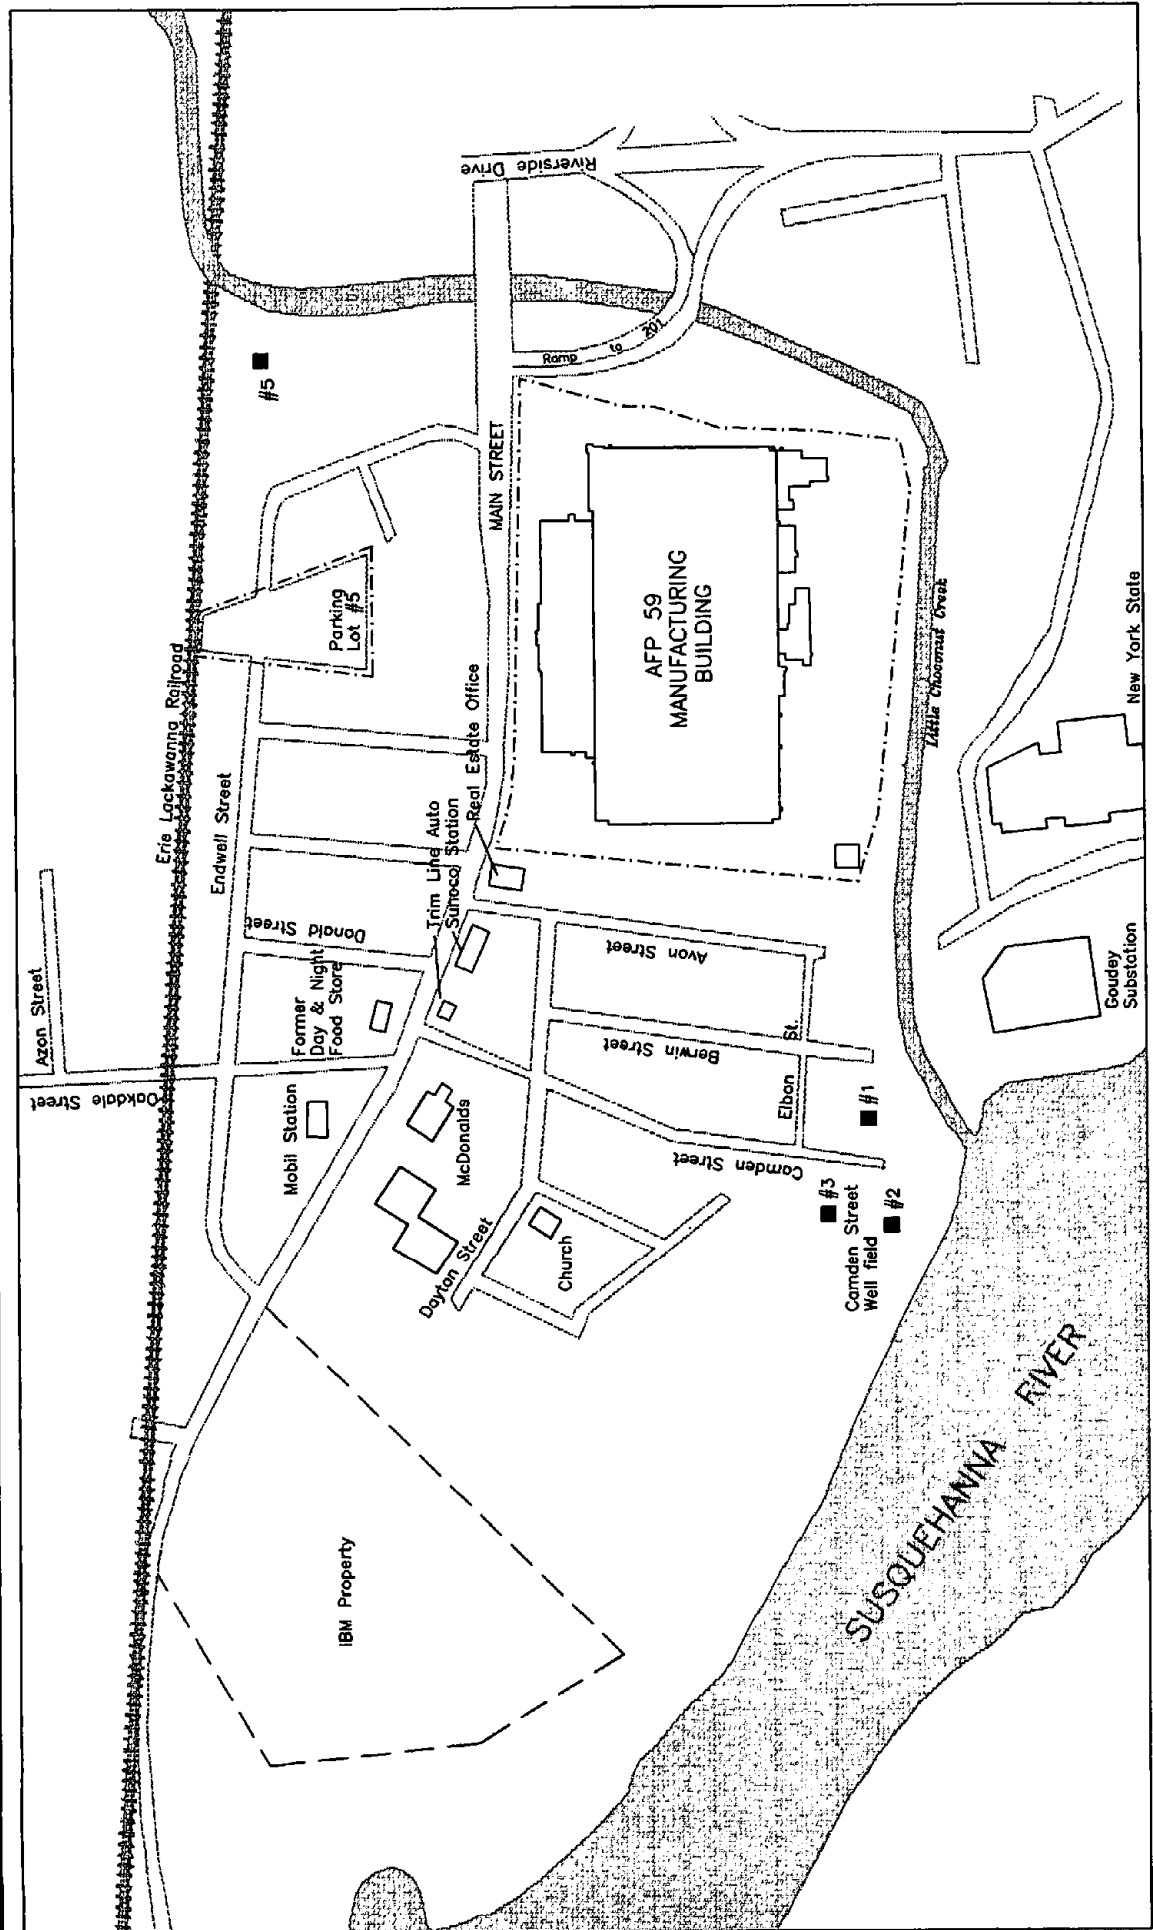 Riverside Drive
Ramp
to
201
#5
MAIN STREET
Parking
Lot #5
AFP 59
MANUFACTURING
BUILDING
Little Choconut Creek
New York State
Erie Lackawanna Railroad
Endwell Street
Real Estate Office
Trim Line Auto
Sunoco Station
Donald Street
Former
Day & Night
Food Store
Azon Street
Oakdale Street
Avon Street
Berwin Street
Elbon
St.
Goudey
Substation
Mobil Station
McDonalds
Camden Street
#1
#3
Camden Street
Well field
#2
Dayton Street
Church
IBM Property
SUSQUEHANNA
RIVER